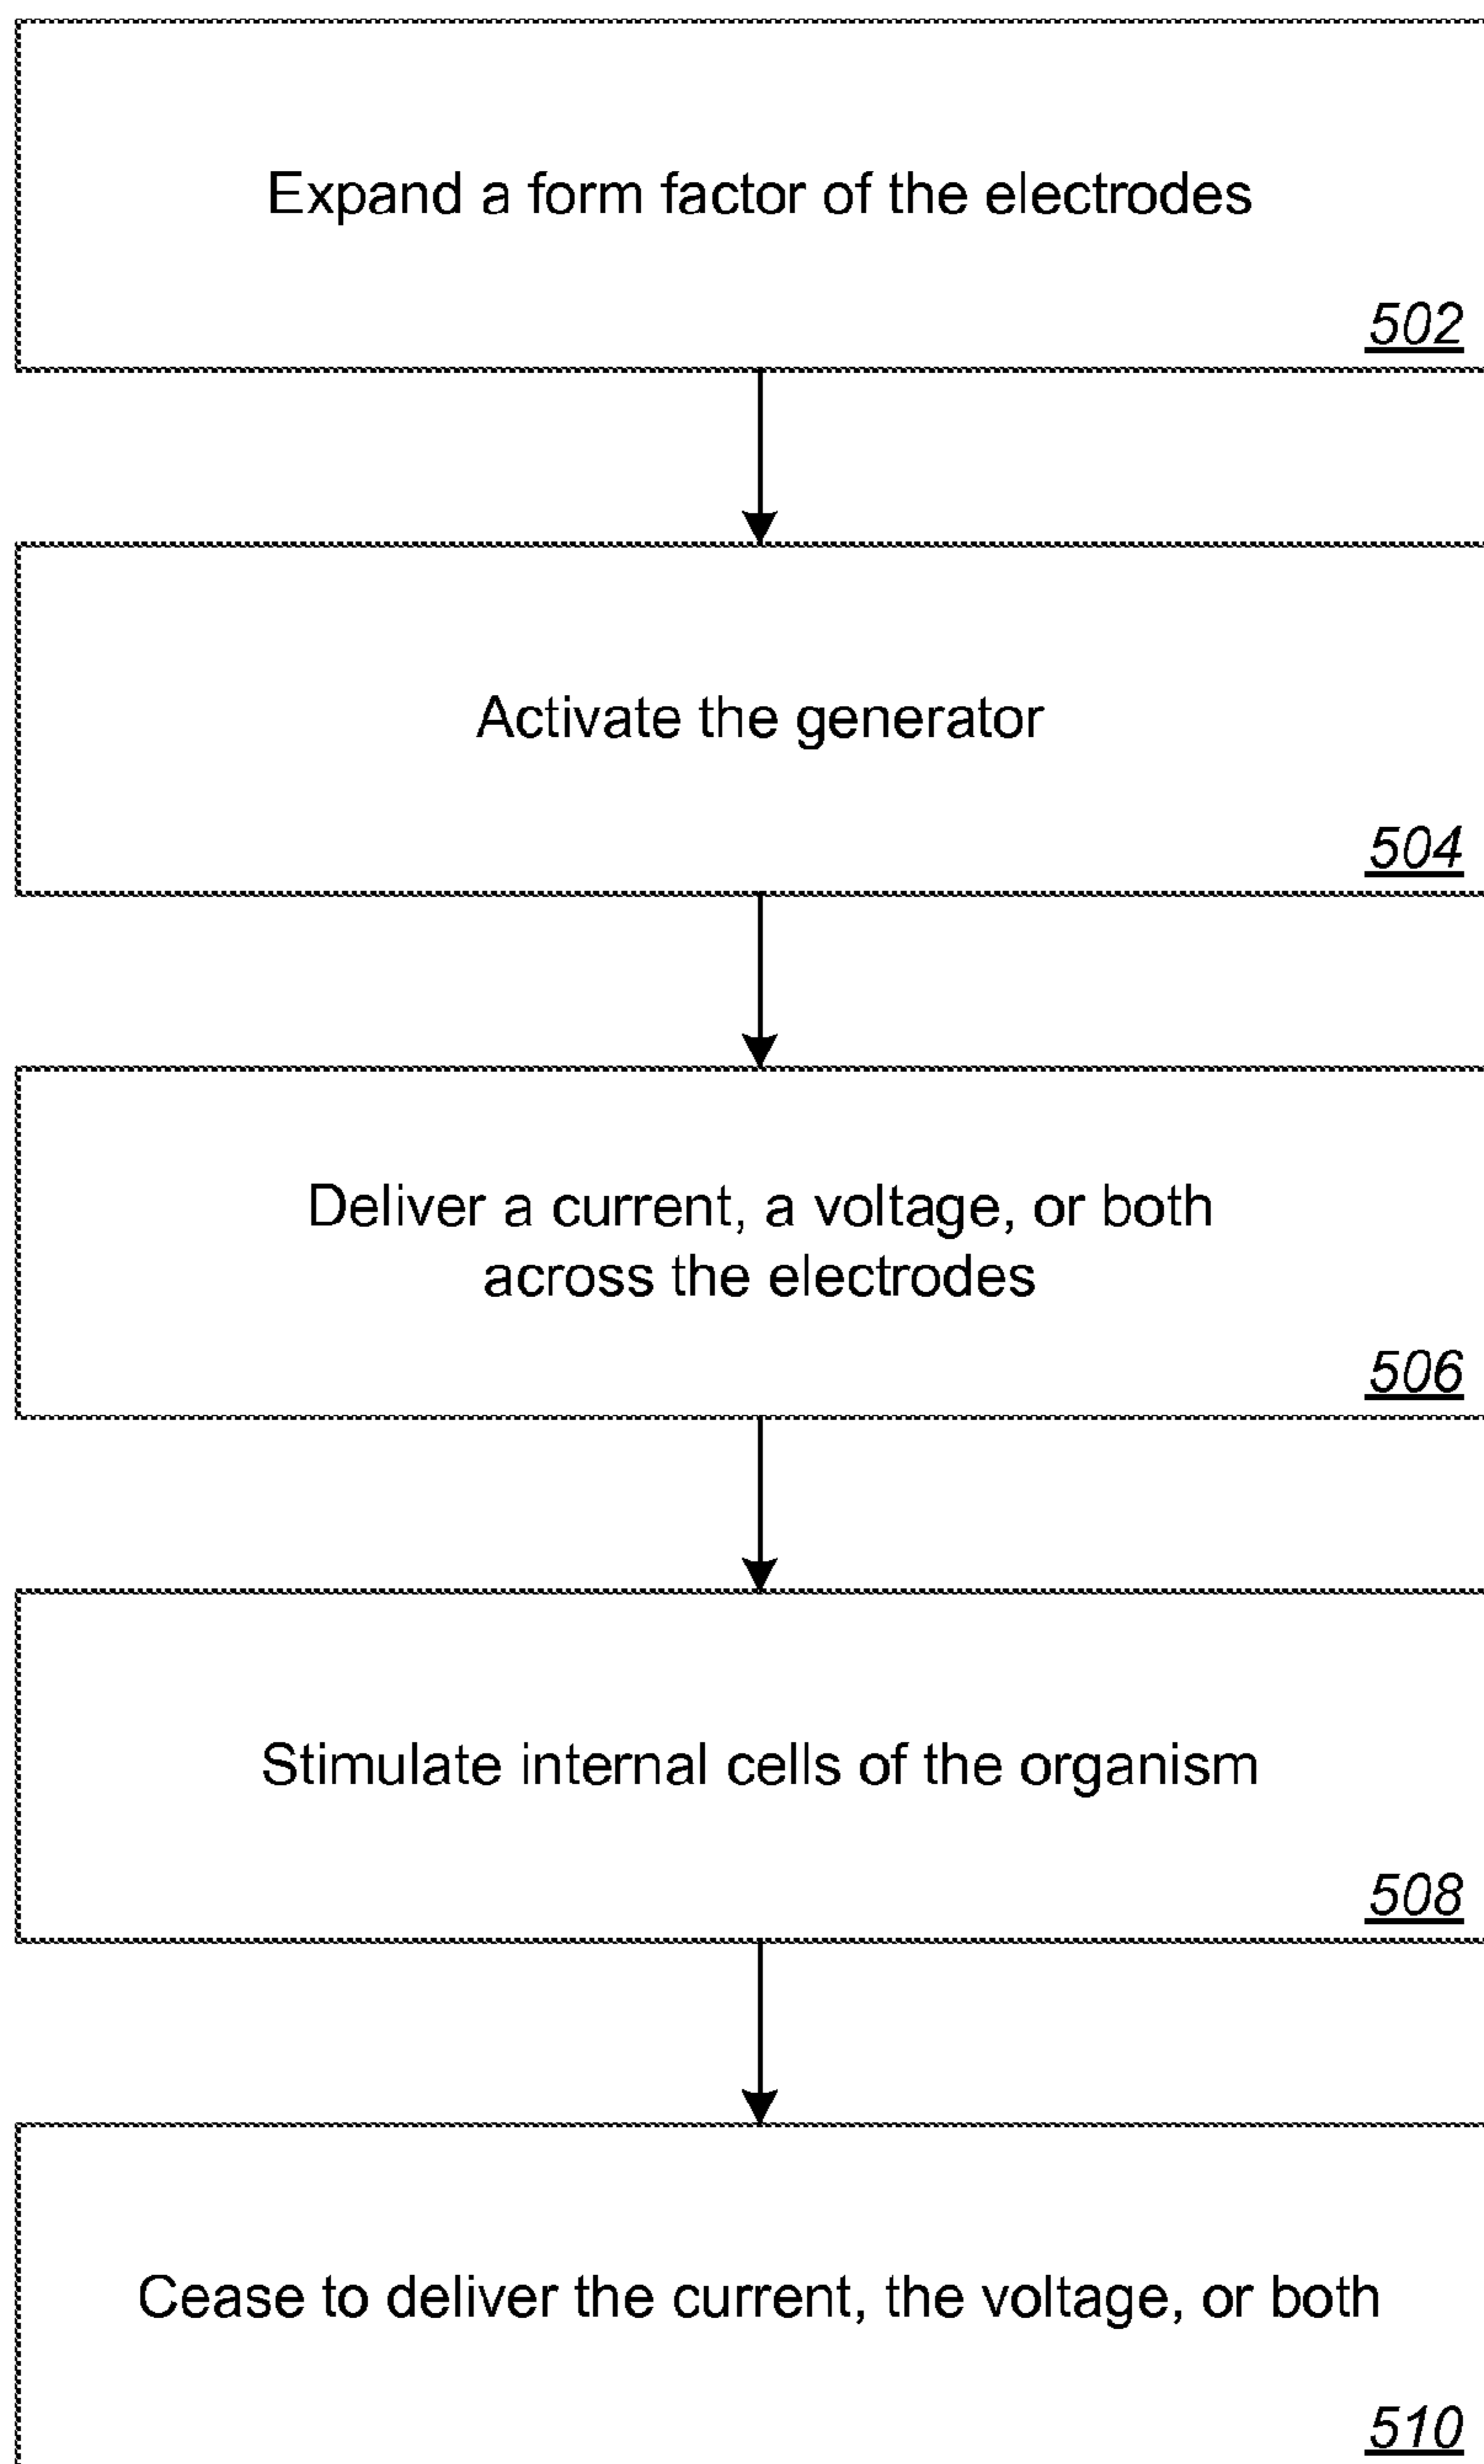 Expand a form factor of the electrodes
502
Activate the generator
504
Deliver a current, a voltage, or both
across the electrodes
506
Stimulate internal cells of the organism
508
Cease to deliver the current, the voltage, or both
510